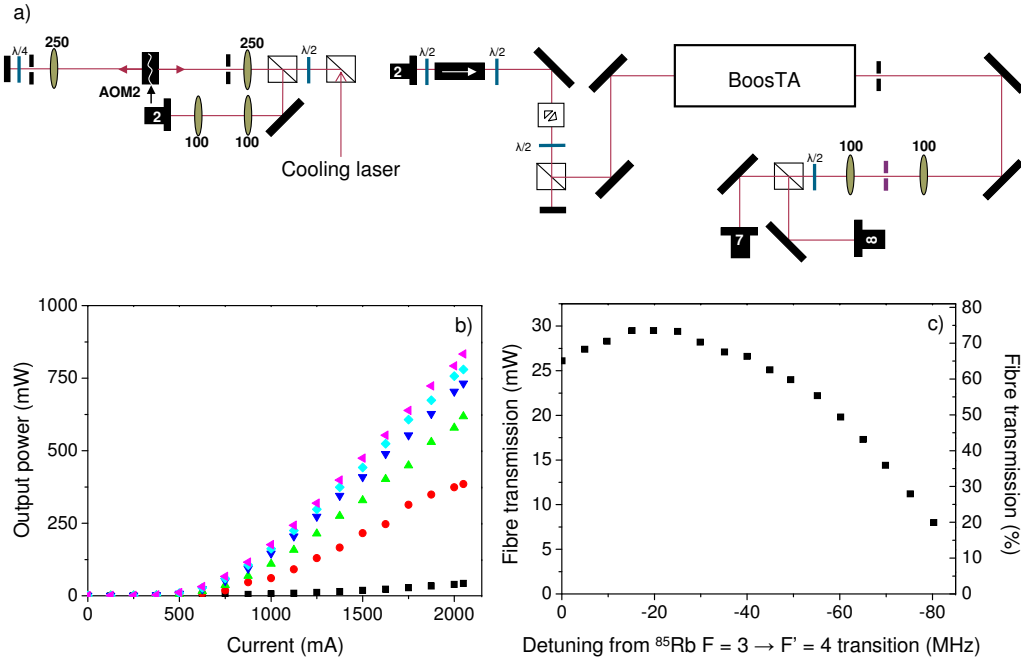 a)
λ/4
250
250
λ/2
AOM2
2
100
100
Cooling laser
λ/2
λ/2
2
λ/2
BoosTA
λ/2
100
100
7
8
b)
1000
750
500
250
0
Output power (mW)
0
500
1000
1500
2000
Current (mA)
c)
30
25
20
15
10
5
0
Fibre transmission (mW)
80
70
60
50
40
30
20
10
0
Fibre transmission (%)
0
-20
-40
-60
-80
Detuning from ⁸⁵Rb F = 3 → F' = 4 transition (MHz)